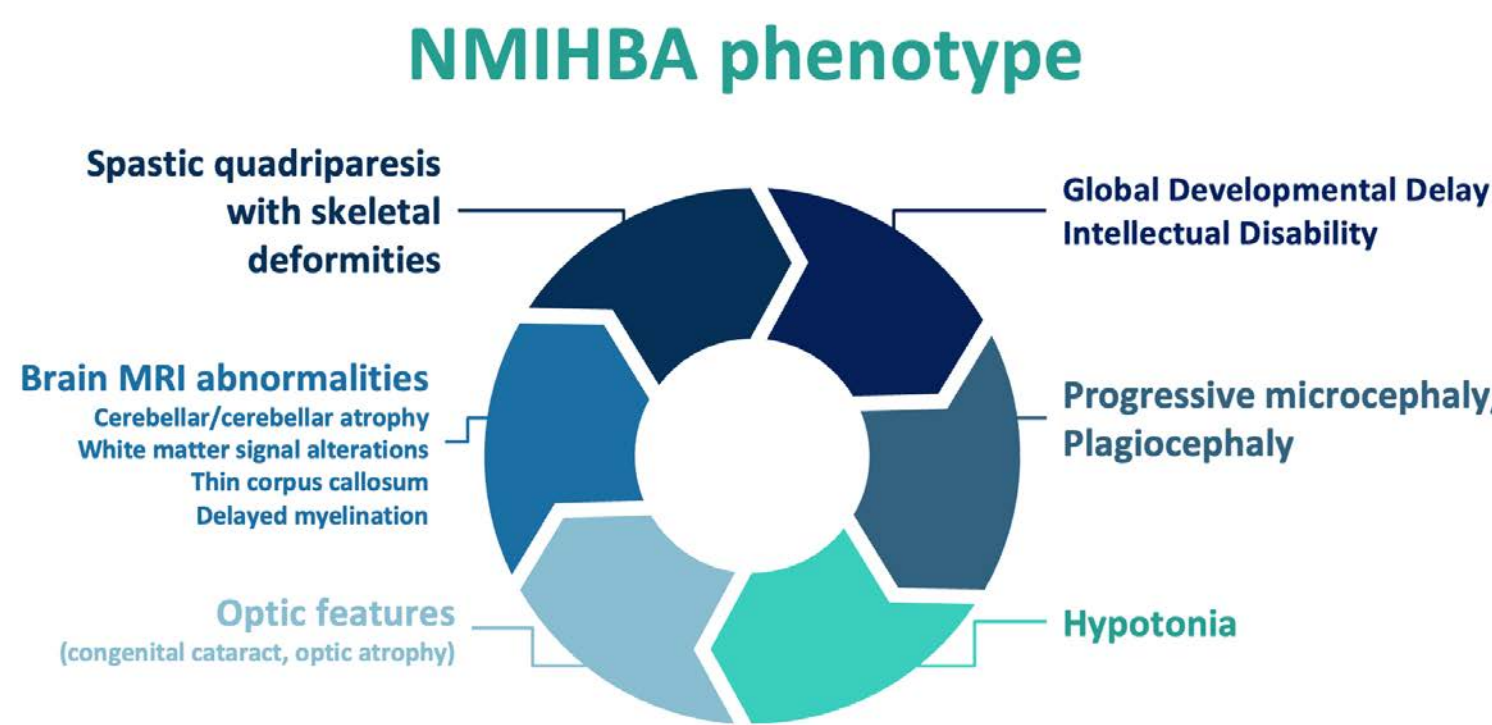 NMIHBA phenotype
Spastic quadriparesis
with skeletal
deformities
Global Developmental Delay
Intellectual Disability
Brain MRI abnormalities
Cerebellar/cerebellar atrophy
White matter signal alterations
Thin corpus callosum
Delayed myelination
Progressive microcephaly,
Plagiocephaly
Optic features
(congenital cataract, optic atrophy)
Hypotonia